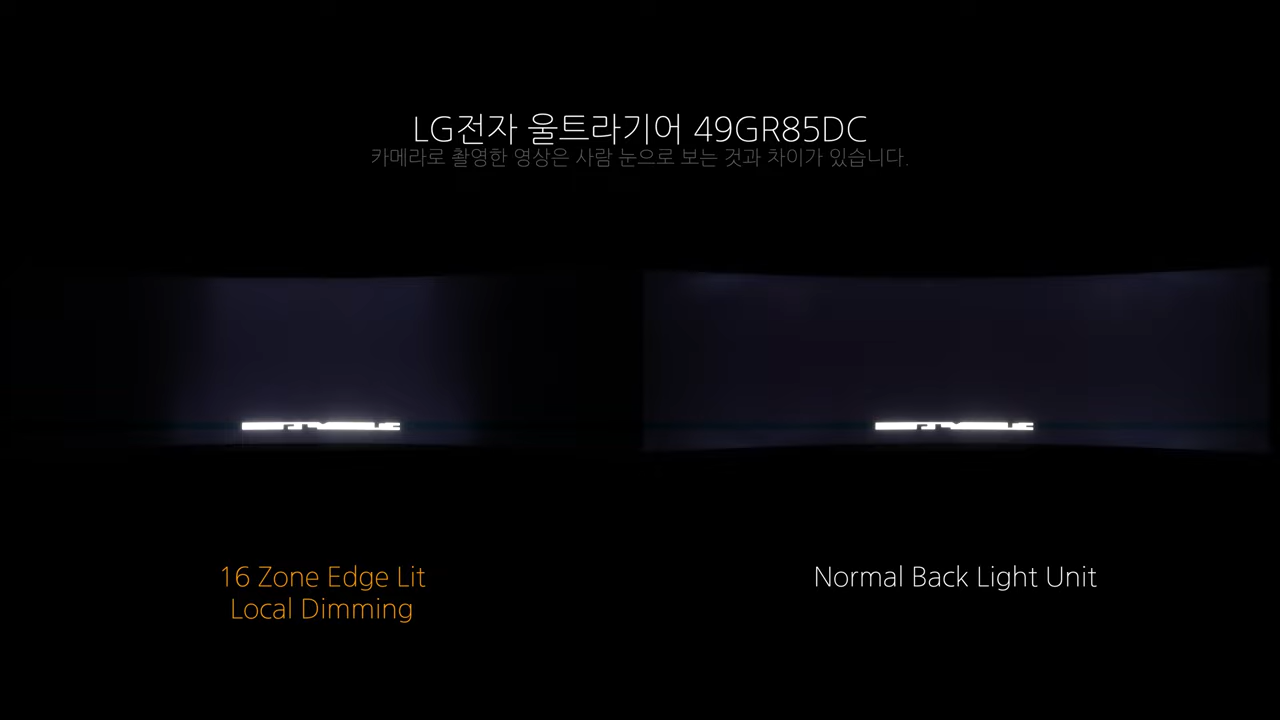 LG전자 울트라기어 49GR85DC
카메라로 촬영한 영상은 사람 눈으로 보는 것과 차이가 있습니다.
16 Zone Edge Lit
Local Dimming
Normal Back Light Unit